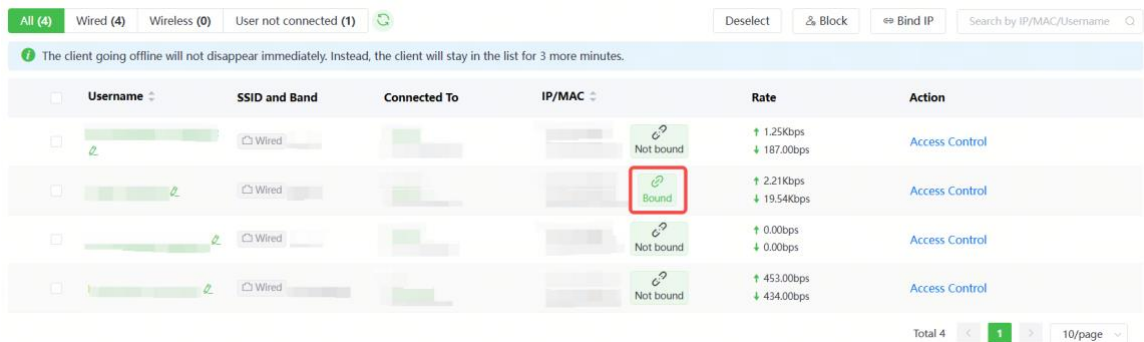 All (4) Wired (4) Wireless (0) User not connected (1) Deselect Block Bind IP Search by IP/MAC/Username
The client going offline will not disappear immediately. Instead, the client will stay in the list for 3 more minutes.
Username SSID and Band Connected To IP/MAC Rate Action
Wired Not bound ↑ 1.25Kbps Access Control
↓ 187.00bps
Wired Bound ↑ 2.21Kbps Access Control
↓ 19.54Kbps
Wired Not bound ↑ 0.00bps Access Control
↓ 0.00bps
Wired Not bound ↑ 453.00bps Access Control
↓ 434.00bps
Total 4 < 1 > 10/page